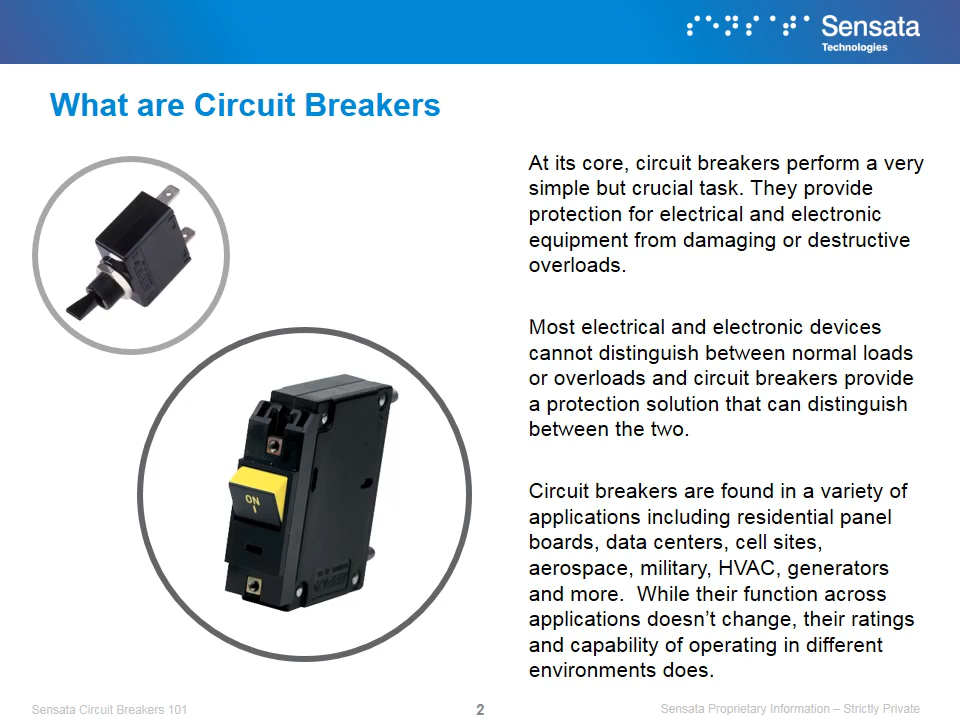 Sensata
Technologies
What are Circuit Breakers
At its core, circuit breakers perform a very
simple but crucial task. They provide
protection for electrical and electronic
equipment from damaging or destructive
overloads.
Most electrical and electronic devices
cannot distinguish between normal loads
or overloads and circuit breakers provide
a protection solution that can distinguish
between the two.
Circuit breakers are found in a variety of
applications including residential panel
boards, data centers, cell sites,
aerospace, military, HVAC, generators
and more.  While their function across
applications doesn’t change, their ratings
and capability of operating in different
environments does.
ON
I
Sensata Circuit Breakers 101
2
Sensata Proprietary Information – Strictly Private